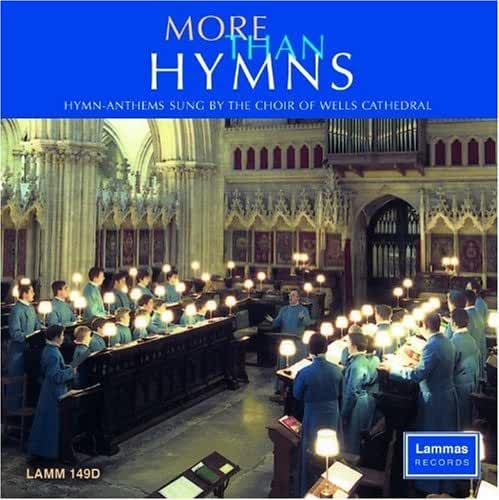 MORE
THAN
HYMNS
HYMN-ANTHEMS SUNG BY THE CHOIR OF WELLS CATHEDRAL
LAMM 149D
Lammas
RECORDS